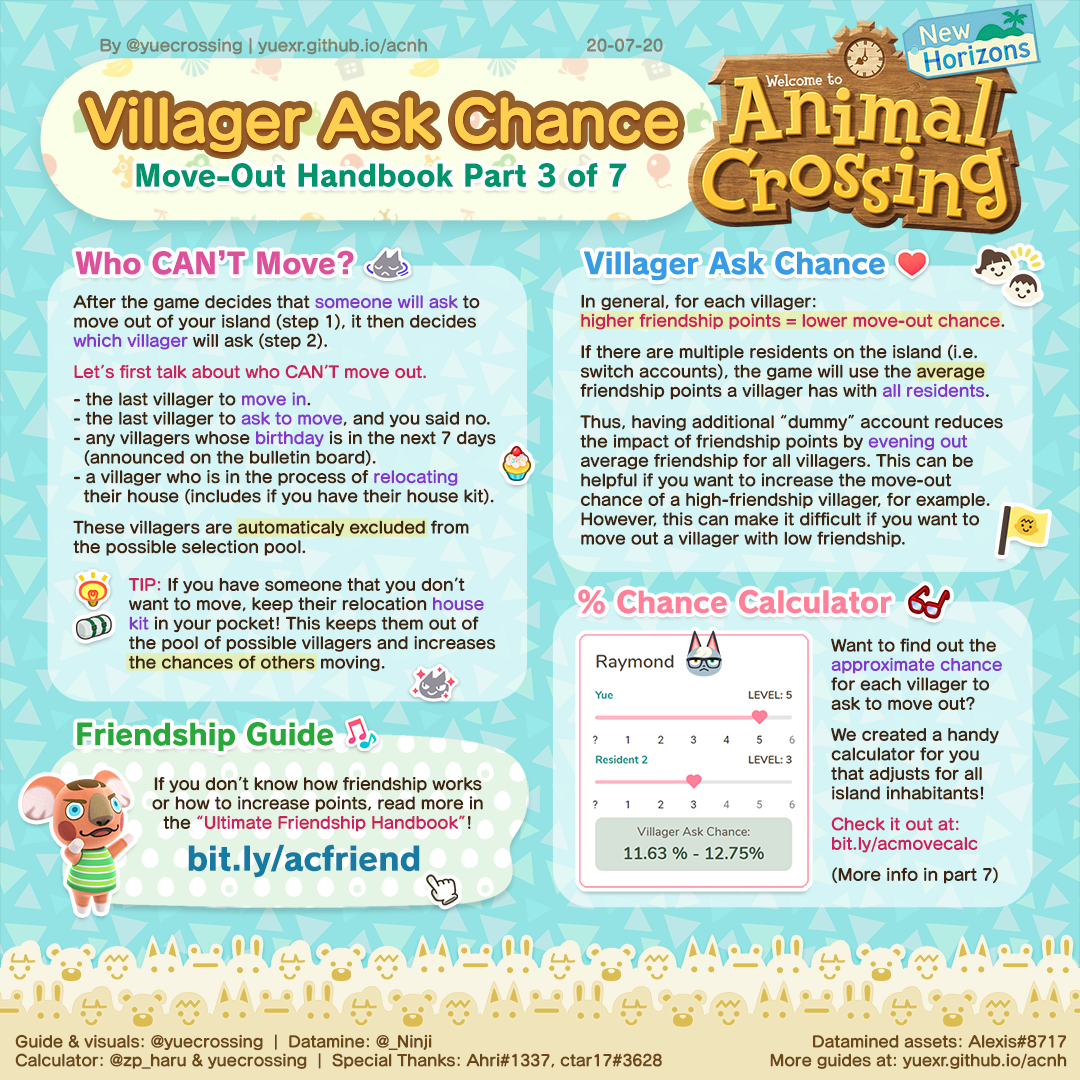 By @yuecrossing | yuexr.github.io/acnh
20-07-20
New
Horizons
Welcome to
Animal
Crossing
Villager Ask Chance
Move-Out Handbook Part 3 of 7
Who CAN'T Move?
After the game decides that someone will ask to
move out of your island (step 1), it then decides
which villager will ask (step 2).
Let's first talk about who CAN'T move out.
- the last villager to move in.
- the last villager to ask to move, and you said no.
- any villagers whose birthday is in the next 7 days
(announced on the bulletin board).
- a villager who is in the process of relocating
their house (includes if you have their house kit).
These villagers are automaticaly excluded from
the possible selection pool.
TIP: If you have someone that you don't
want to move, keep their relocation house
kit in your pocket! This keeps them out of
the pool of possible villagers and increases
the chances of others moving.
Friendship Guide
If you don't know how friendship works
or how to increase points, read more in
the "Ultimate Friendship Handbook"!
bit.ly/acfriend
Villager Ask Chance
In general, for each villager:
higher friendship points = lower move-out chance.
If there are multiple residents on the island (i.e.
switch accounts), the game will use the average
friendship points a villager has with all residents.
Thus, having additional "dummy" account reduces
the impact of friendship points by evening out
average friendship for all villagers. This can be
helpful if you want to increase the move-out
chance of a high-friendship villager, for example.
However, this can make it difficult if you want to
move out a villager with low friendship.
% Chance Calculator
Raymond
Yue LEVEL: 5
? 1 2 3 4 5 6
Resident 2 LEVEL: 3
? 1 2 3 4 5 6
Villager Ask Chance:
11.63 % - 12.75%
Want to find out the
approximate chance
for each villager to
ask to move out?
We created a handy
calculator for you
that adjusts for all
island inhabitants!
Check it out at:
bit.ly/acmovecalc
(More info in part 7)
Guide & visuals: @yuecrossing | Datamine: @_Ninji
Calculator: @zp_haru & yuecrossing | Special Thanks: Ahri#1337, ctar17#3628
Datamined assets: Alexis#8717
More guides at: yuexr.github.io/acnh